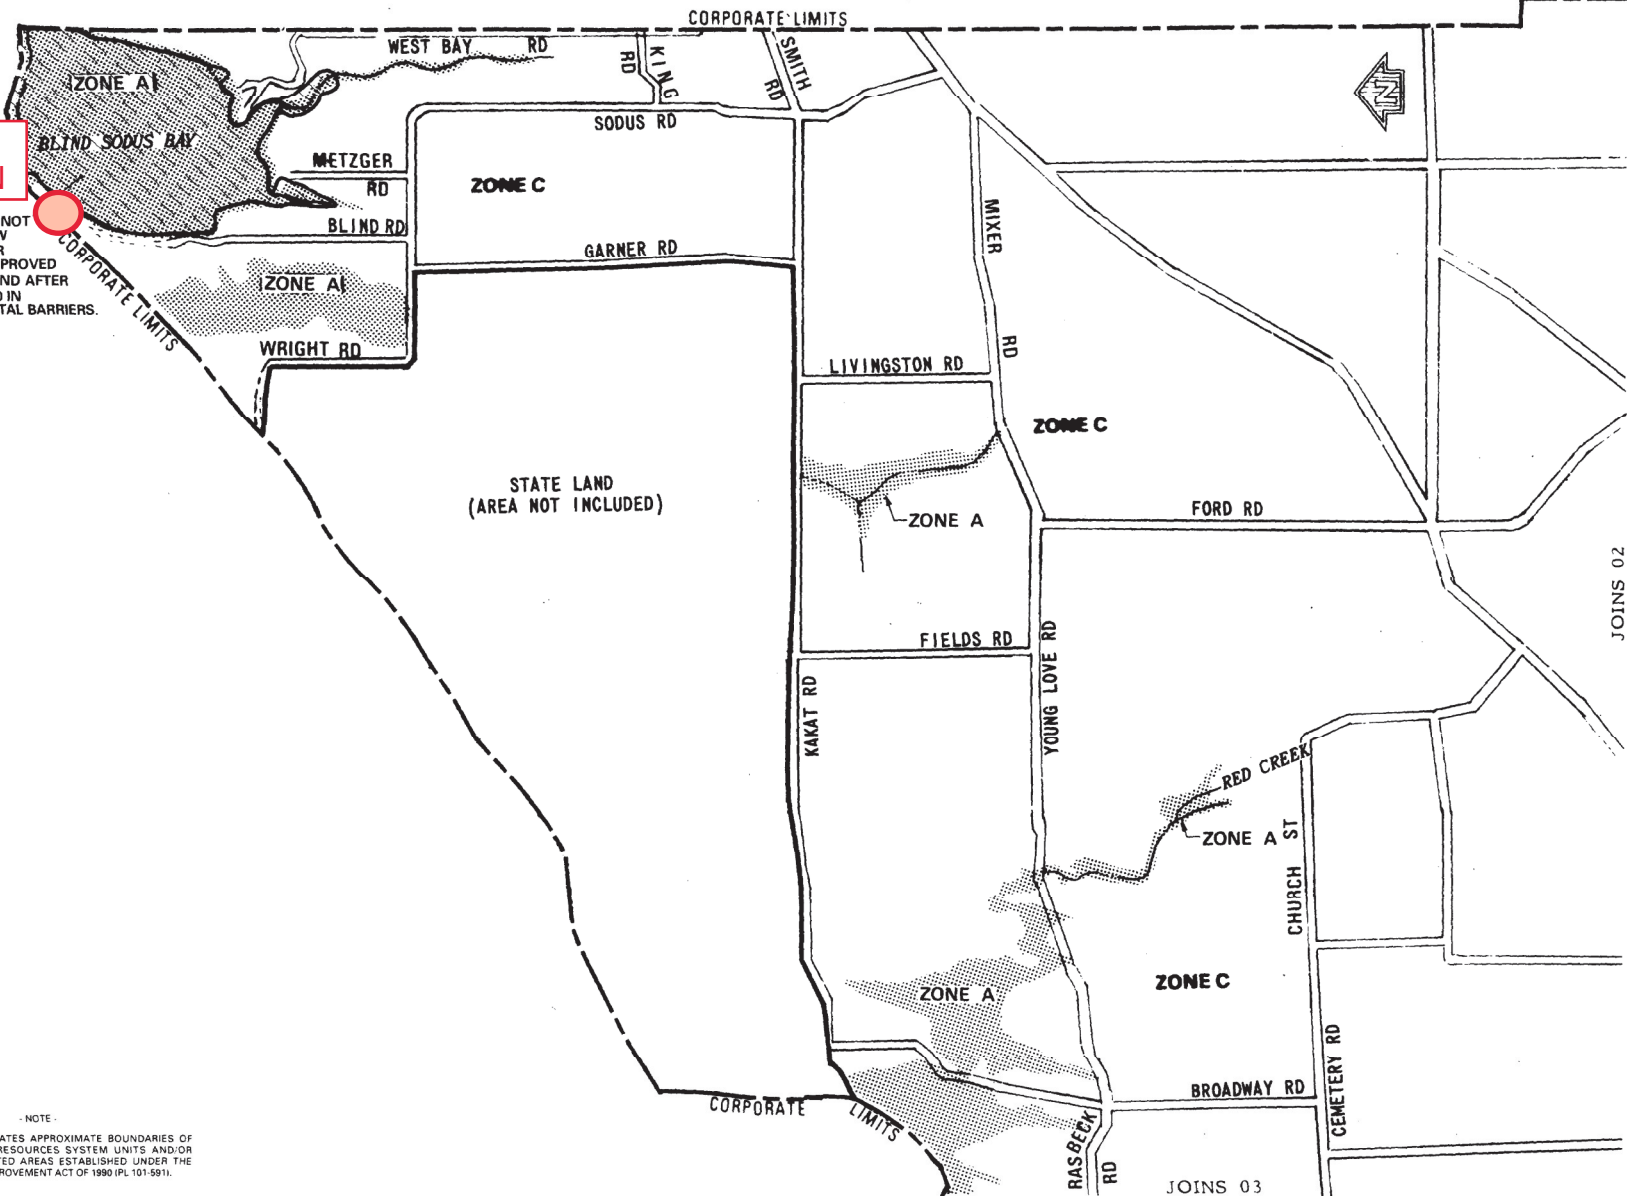 CORPORATE LIMITS
WEST BAY RD
KING
RD
SMITH
RD
ZONE A
N
BLIND SODUS BAY
SODUS RD
METZGER
RD
ZONE C
NOT
BLIND RD
GARNER RD
MIXER
RD
CORPORATE LIMITS
PROVED
ND AFTER
IN
TAL BARRIERS.
ZONE A
WRIGHT RD
LIVINGSTON RD
ZONE C
STATE LAND
(AREA NOT INCLUDED)
ZONE A
FORD RD
JOINS 02
FIELDS RD
YOUNG LOVE RD
KAKAT RD
RED CREEK
ZONE A
CHURCH ST
ZONE A
ZONE C
BROADWAY RD
CEMETERY RD
CORPORATE LIMITS
RASBECK
RD
JOINS 03
- NOTE -
ATES APPROXIMATE BOUNDARIES OF
RESOURCES SYSTEM UNITS AND/OR
TED AREAS ESTABLISHED UNDER THE
ROVEMENT ACT OF 1990 (PL 101-591).